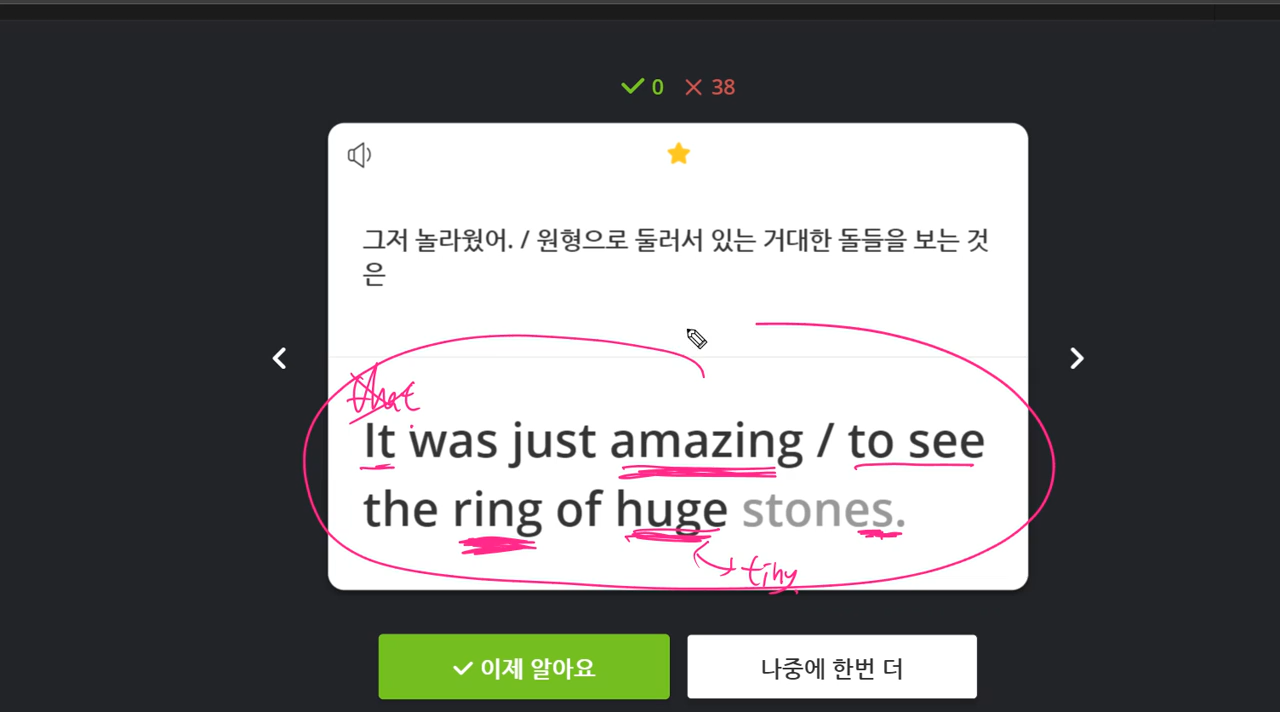 0 38
그저 놀라웠어. / 원형으로 둘러서 있는 거대한 돌들을 보는 것
은
that
It was just amazing / to see
the ring of huge stones.
tiny
이제 알아요 나중에 한번 더